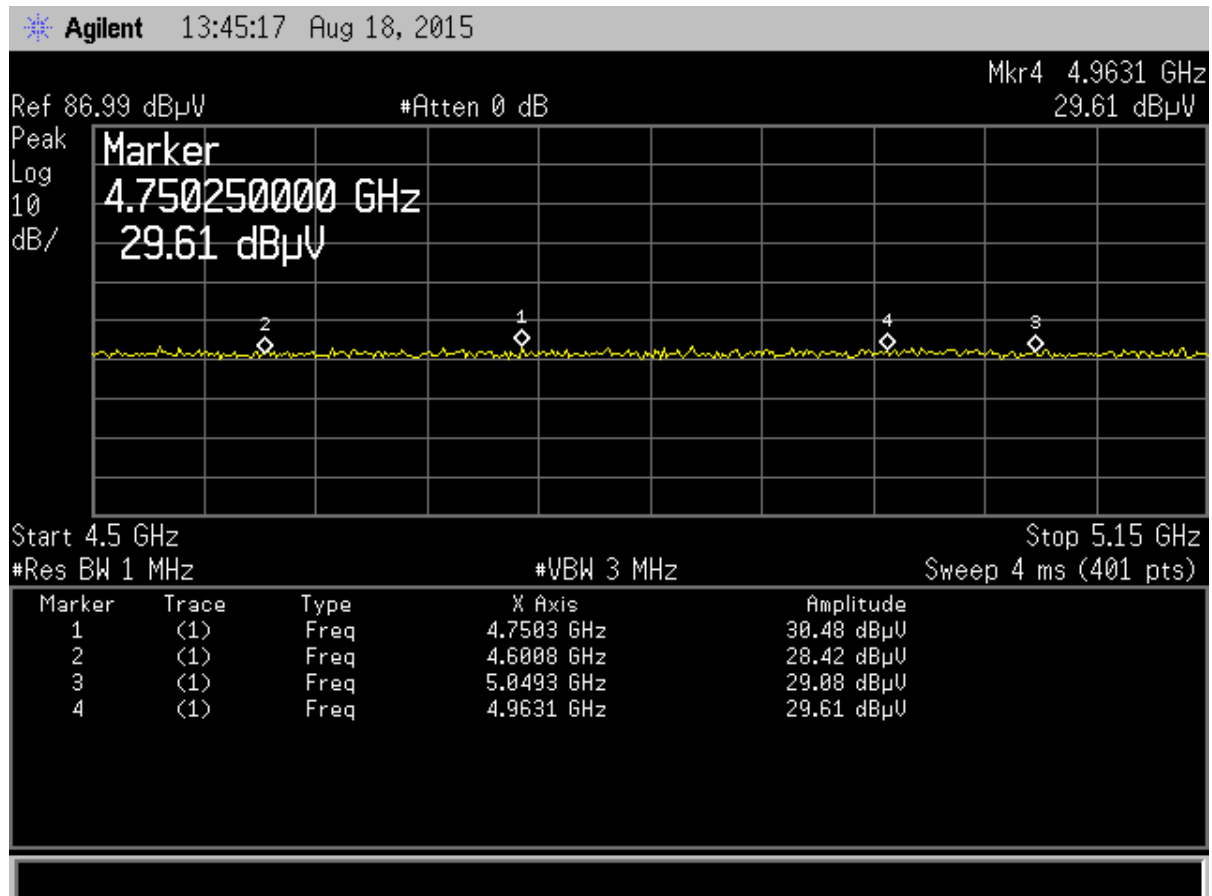 Agilent 13:45:17 Aug 18, 2015
Mkr4 4.9631 GHz
Ref 86.99 dBµV #Atten 0 dB 29.61 dBµV
Peak
Log
10
dB/
Marker
4.750250000 GHz
29.61 dBµV
2 1 4 3
Start 4.5 GHz Stop 5.15 GHz
#Res BW 1 MHz #VBW 3 MHz Sweep 4 ms (401 pts)
Marker Trace Type X Axis Amplitude
1 (1) Freq 4.7503 GHz 30.48 dBµV
2 (1) Freq 4.6008 GHz 28.42 dBµV
3 (1) Freq 5.0493 GHz 29.08 dBµV
4 (1) Freq 4.9631 GHz 29.61 dBµV